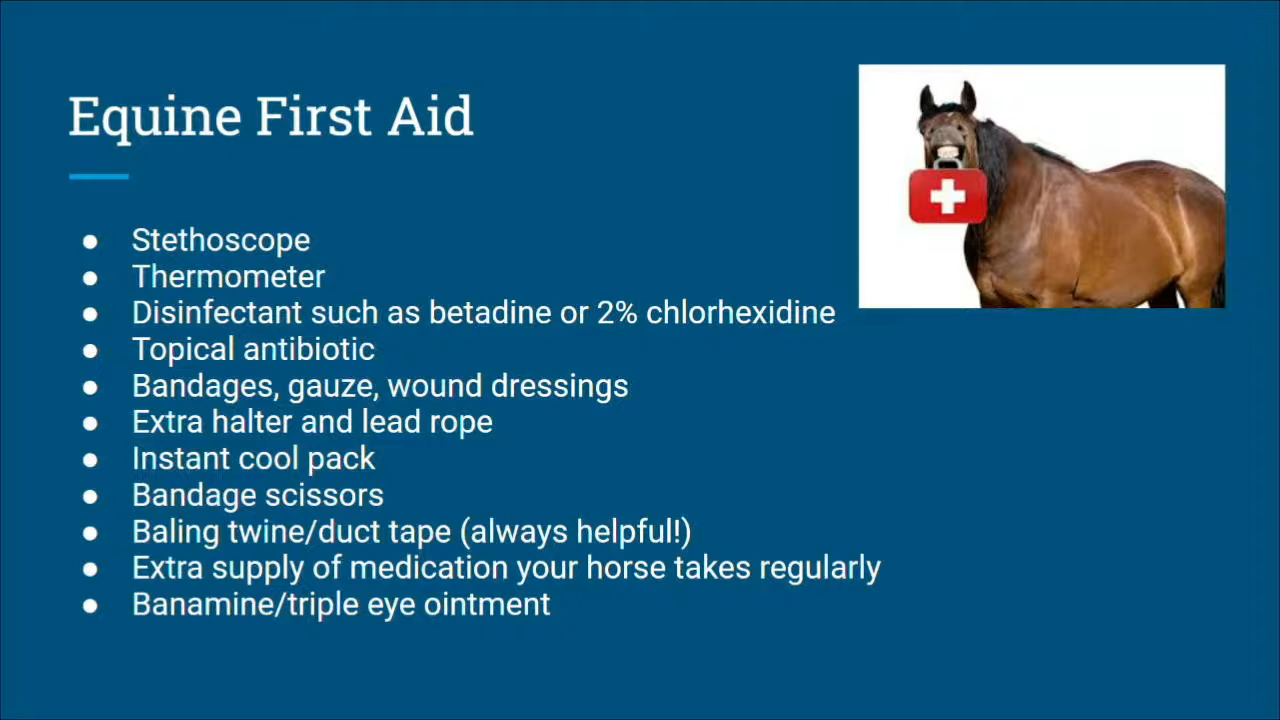 Equine First Aid
● Stethoscope
● Thermometer
● Disinfectant such as betadine or 2% chlorhexidine
● Topical antibiotic
● Bandages, gauze, wound dressings
● Extra halter and lead rope
● Instant cool pack
● Bandage scissors
● Baling twine/duct tape (always helpful!)
● Extra supply of medication your horse takes regularly
● Banamine/triple eye ointment